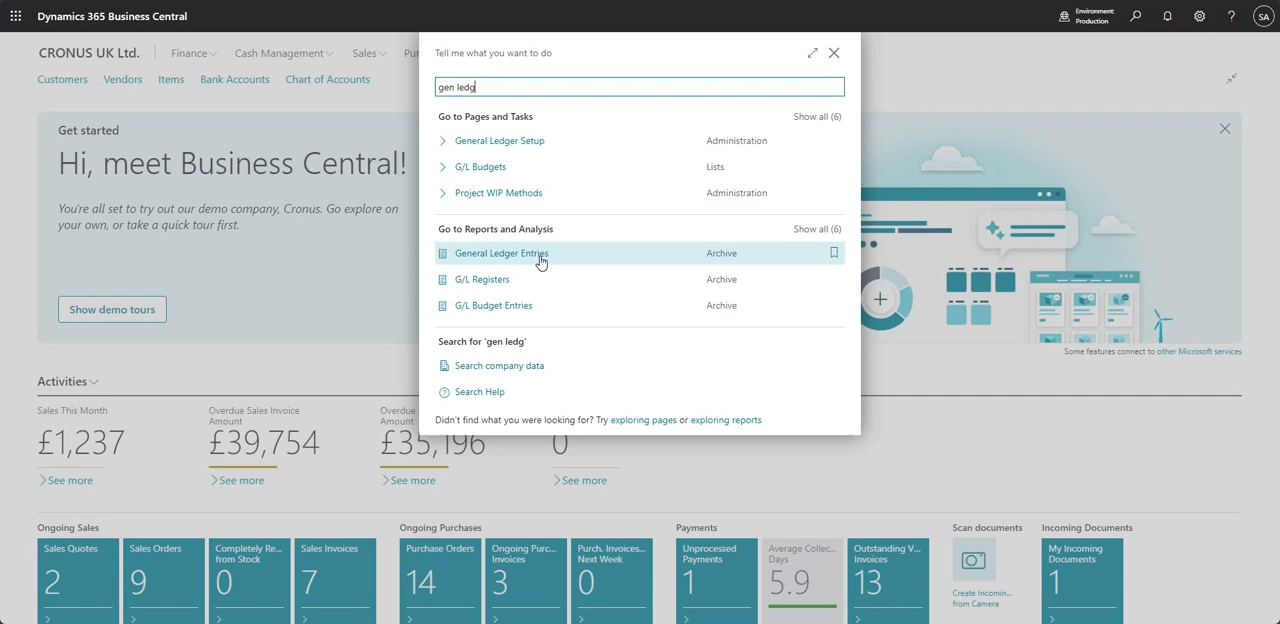 Dynamics 365 Business Central
Environment:
Production
SA
CRONUS UK Ltd.
Finance
Cash Management
Sales
Customers
Vendors
Items
Bank Accounts
Chart of Accounts
Get started
Hi, meet Business Central!
You're all set to try out our demo company, Cronus. Go explore on
your own, or take a quick tour first.
Show demo tours
Tell me what you want to do
gen ledg
Go to Pages and Tasks
Show all (6)
General Ledger Setup
Administration
G/L Budgets
Lists
Project WIP Methods
Administration
Go to Reports and Analysis
Show all (6)
General Ledger Entries
Archive
G/L Registers
Archive
G/L Budget Entries
Archive
Search for 'gen ledg'
Search company data
Search Help
Didn't find what you were looking for? Try exploring pages or exploring reports
Some features connect to other Microsoft services
Activities
Sales This Month
£1,237
See more
Overdue Sales Invoice
Amount
£39,754
See more
Overdue
Amount
£35,196
See more
0
See more
Ongoing Sales
Sales Quotes
2
Sales Orders
9
Completely Re...
from Stock
0
Sales Invoices
7
Ongoing Purchases
Purchase Orders
14
Ongoing Purc...
Invoices
3
Purch. Invoices...
Next Week
0
Payments
Unprocessed
Payments
1
Average Collec...
Days
5.9
Outstanding V...
Invoices
13
Scan documents
Create Incomin...
from Camera
Incoming Documents
My Incoming
Documents
1